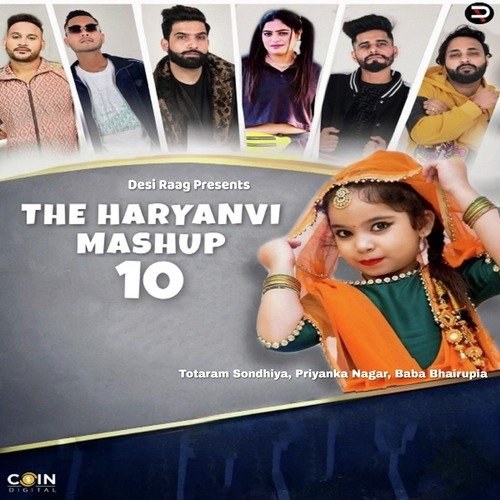 Desi Raag Presents
THE HARYANVI
MASHUP
10
Totaram Sondhiya, Priyanka Nagar, Baba Bhairupia
COIN
DIGITAL